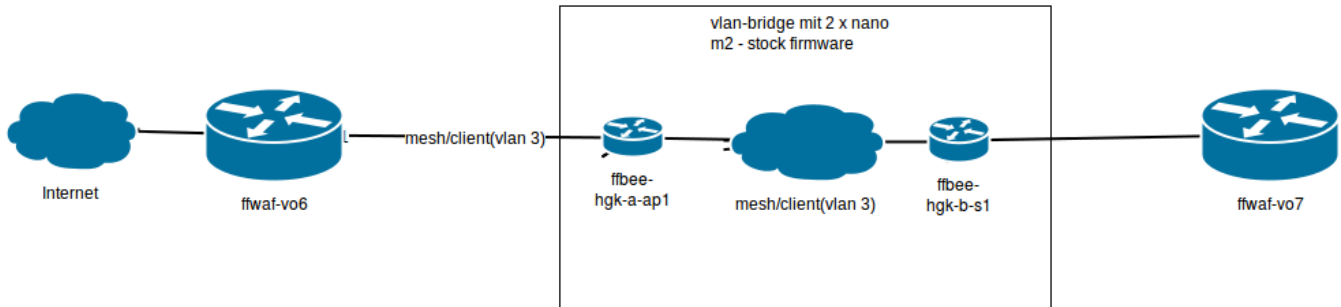 vlan-bridge mit 2 x nano
m2 - stock firmware
mesh/client(vlan 3)
Internet
ffwaf-vo6
ffbee-
hgk-a-ap1
mesh/client(vlan 3)
ffbee-
hgk-b-s1
ffwaf-vo7